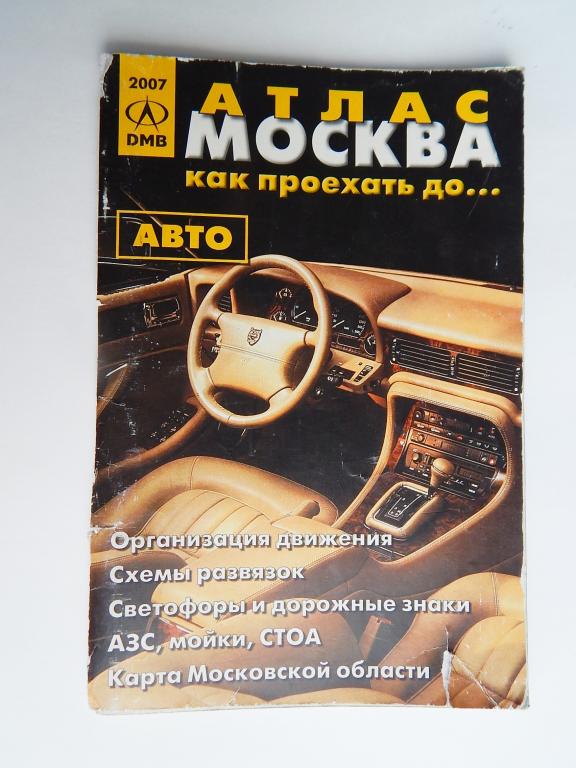 2007
DMB
АТЛАС
МОСКВА
как проехать до...
АВТО
Организация движения
Схемы развязок
Светофоры и дорожные знаки
АЗС, мойки, СТОА
Карта Московской области